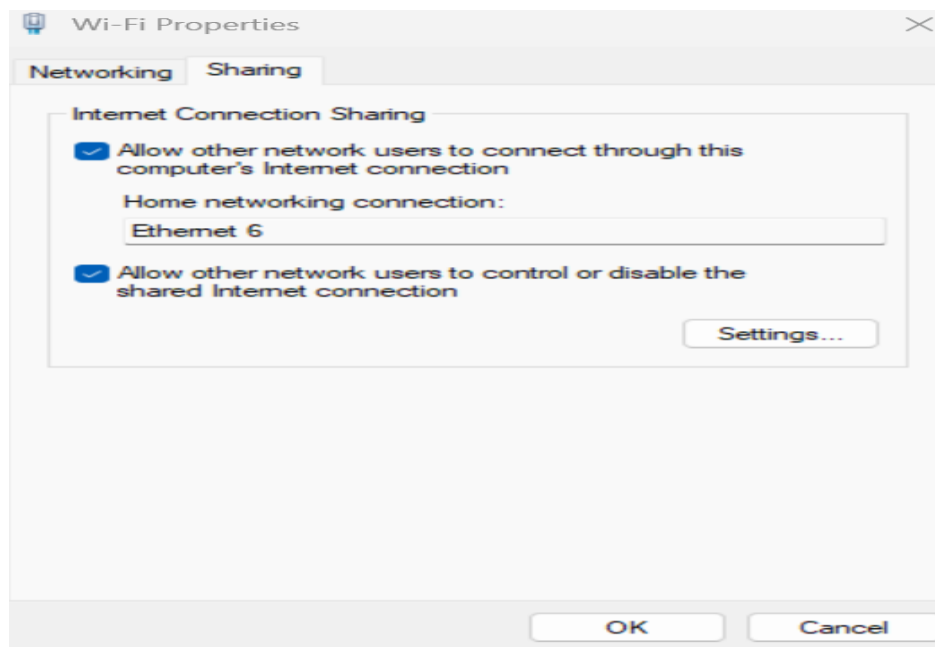 Wi-Fi Properties
Networking
Sharing
Internet Connection Sharing
Allow other network users to connect through this
computer's Internet connection
Home networking connection:
Ethernet 6
Allow other network users to control or disable the
shared Internet connection
Settings...
OK
Cancel